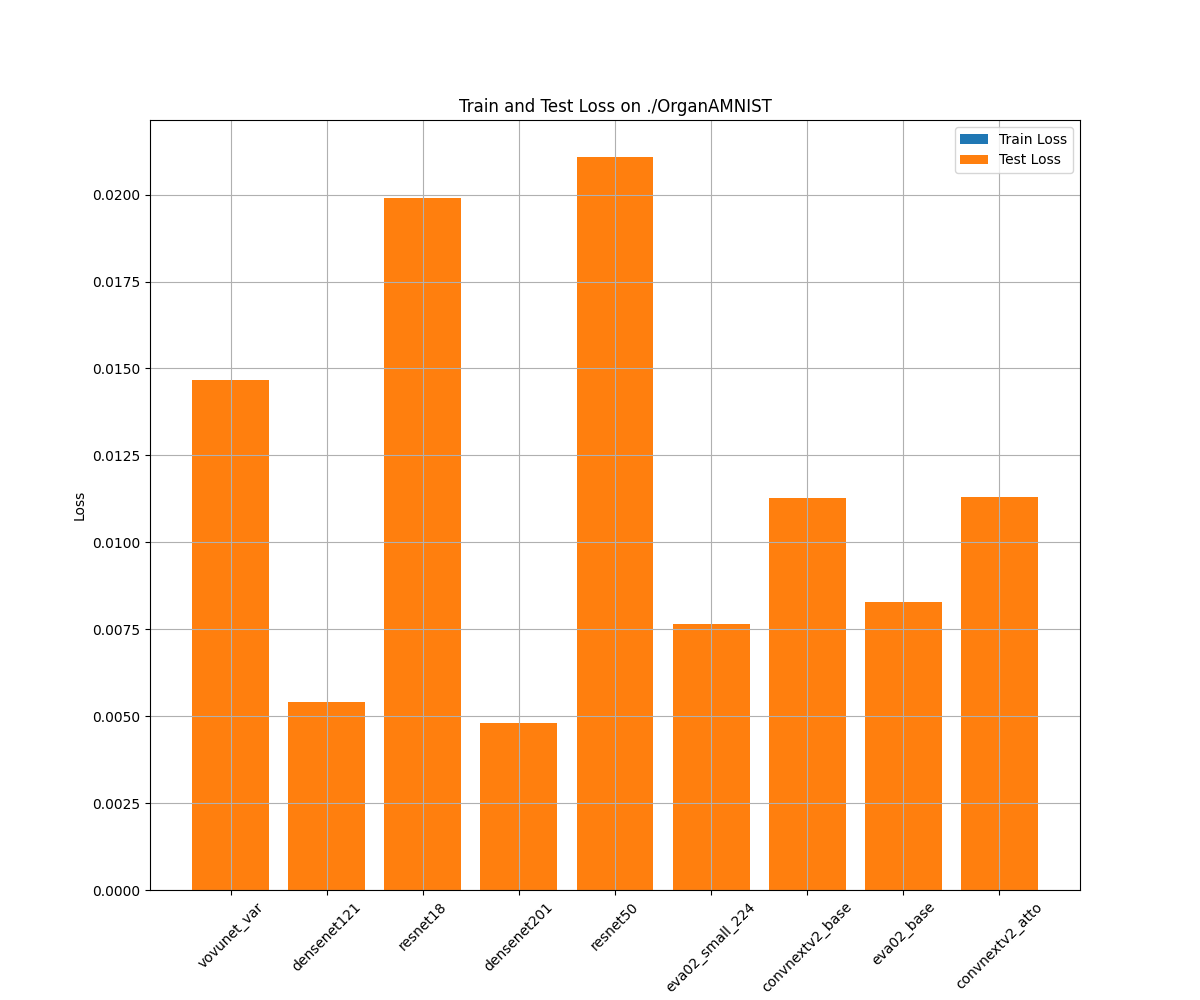 Train and Test Loss on ./OrganAMNIST
Train Loss
Test Loss
Loss
0.0200
0.0175
0.0150
0.0125
0.0100
0.0075
0.0050
0.0025
0.0000
vovunet_var
densenet121
resnet18
densenet201
resnet50
eva02_small_224
convnextv2_base
eva02_base
convnextv2_atto